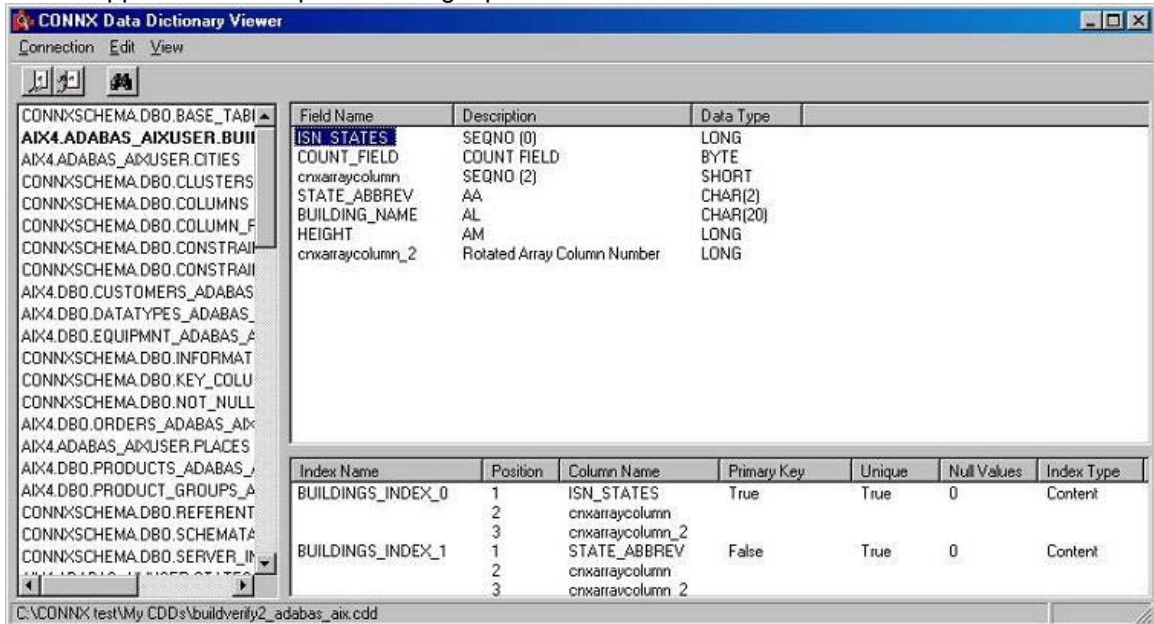 CONNX Data Dictionary Viewer
Connection Edit View
CONNXSCHEMA.DBO.BASE_TABL
AIX4.ADABAS_AIXUSER.BUII
AIX4.ADABAS_AIXUSER.CITIES
CONNXSCHEMA.DBO.CLUSTERS
CONNXSCHEMA.DBO.COLUMNS
CONNXSCHEMA.DBO.COLUMN_F
CONNXSCHEMA.DBO.CONSTRAI
CONNXSCHEMA.DBO.CONSTRAI
AIX4.DBO.CUSTOMERS_ADABAS
AIX4.DBO.DATATYPES_ADABAS_
AIX4.DBO.EQUIPMNT_ADABAS_A
CONNXSCHEMA.DBO.INFORMAT
CONNXSCHEMA.DBO.KEY_COLU
CONNXSCHEMA.DBO.NOT_NULL
AIX4.DBO.ORDERS_ADABAS_AIX
AIX4.ADABAS_AIXUSER.PLACES
AIX4.DBO.PRODUCTS_ADABAS_A
AIX4.DBO.PRODUCT_GROUPS_A
CONNXSCHEMA.DBO.REFERENT
CONNXSCHEMA.DBO.SCHEMATA
CONNXSCHEMA.DBO.SERVER_IN
Field Name Description Data Type
ISN_STATES SEQNO (0) LONG
COUNT_FIELD COUNT FIELD BYTE
cnxarraycolumn SEQNO (2) SHORT
STATE_ABBREV AA CHAR(2)
BUILDING_NAME AL CHAR(20)
HEIGHT AM LONG
cnxarraycolumn_2 Rotated Array Column Number LONG
Index Name Position Column Name Primary Key Unique Null Values Index Type
BUILDINGS_INDEX_0 1 ISN_STATES True True 0 Content
2 cnxarraycolumn
3 cnxarraycolumn_2
BUILDINGS_INDEX_1 1 STATE_ABBREV False True 0 Content
2 cnxarraycolumn
3 cnxarraycolumn_2
C:\CONNX test\My CDDs\buildverify2_adabas_aix.cdd